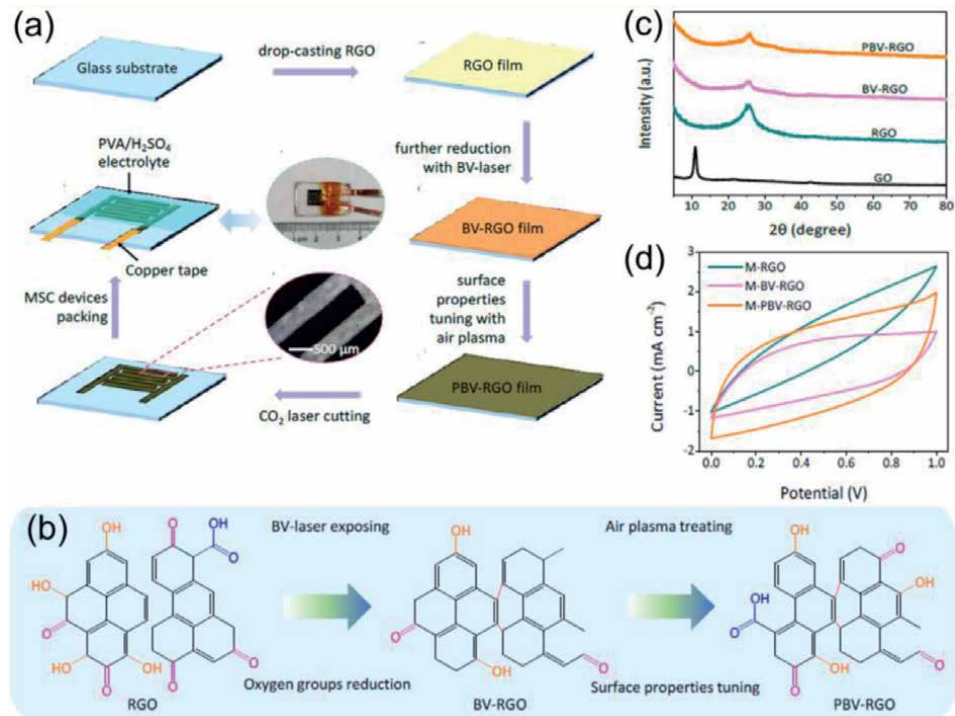 (a)
Glass substrate
drop-casting RGO
RGO film
further reduction
with BV-laser
BV-RGO film
surface
properties
tuning with
air plasma
PBV-RGO film
CO₂ laser cutting
500 μm
MSC devices
packing
Copper tape
PVA/H₂SO₄
electrolyte
(c)
Intensity (a.u.)
PBV-RGO
BV-RGO
RGO
GO
10 20 30 40 50 60 70 80
2θ (degree)
(d)
Current (mA cm⁻²)
3
2
1
0
-1
-2
M-RGO
M-BV-RGO
M-PBV-RGO
0.0 0.2 0.4 0.6 0.8 1.0
Potential (V)
(b)
BV-laser exposing
Air plasma treating
OH
O
OH
O
HO
O
HO
OH
O
O
O
OH
O
OH
O
OH
O
OH
OH
O
O
OH
O
Oxygen groups reduction
Surface properties tuning
RGO
BV-RGO
PBV-RGO